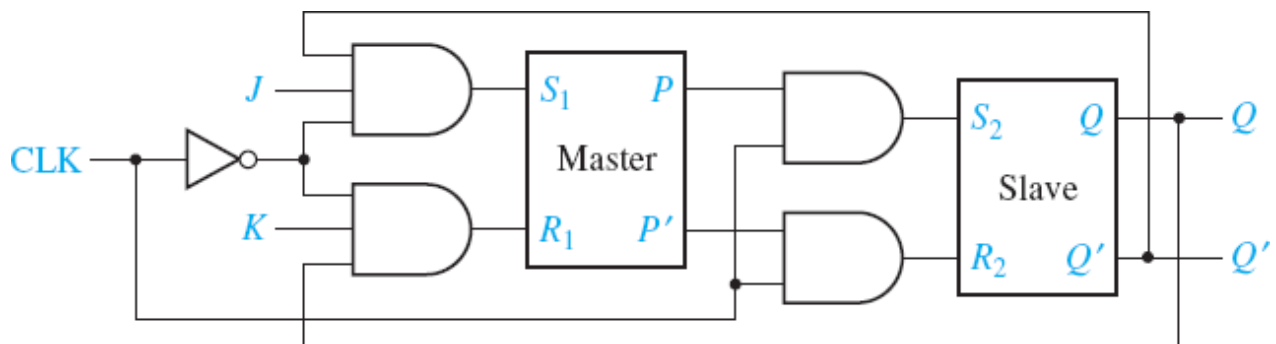 J
S₁
P
S₂
Q
Q
CLK
Master
Slave
K
R₁
P′
R₂
Q′
Q′